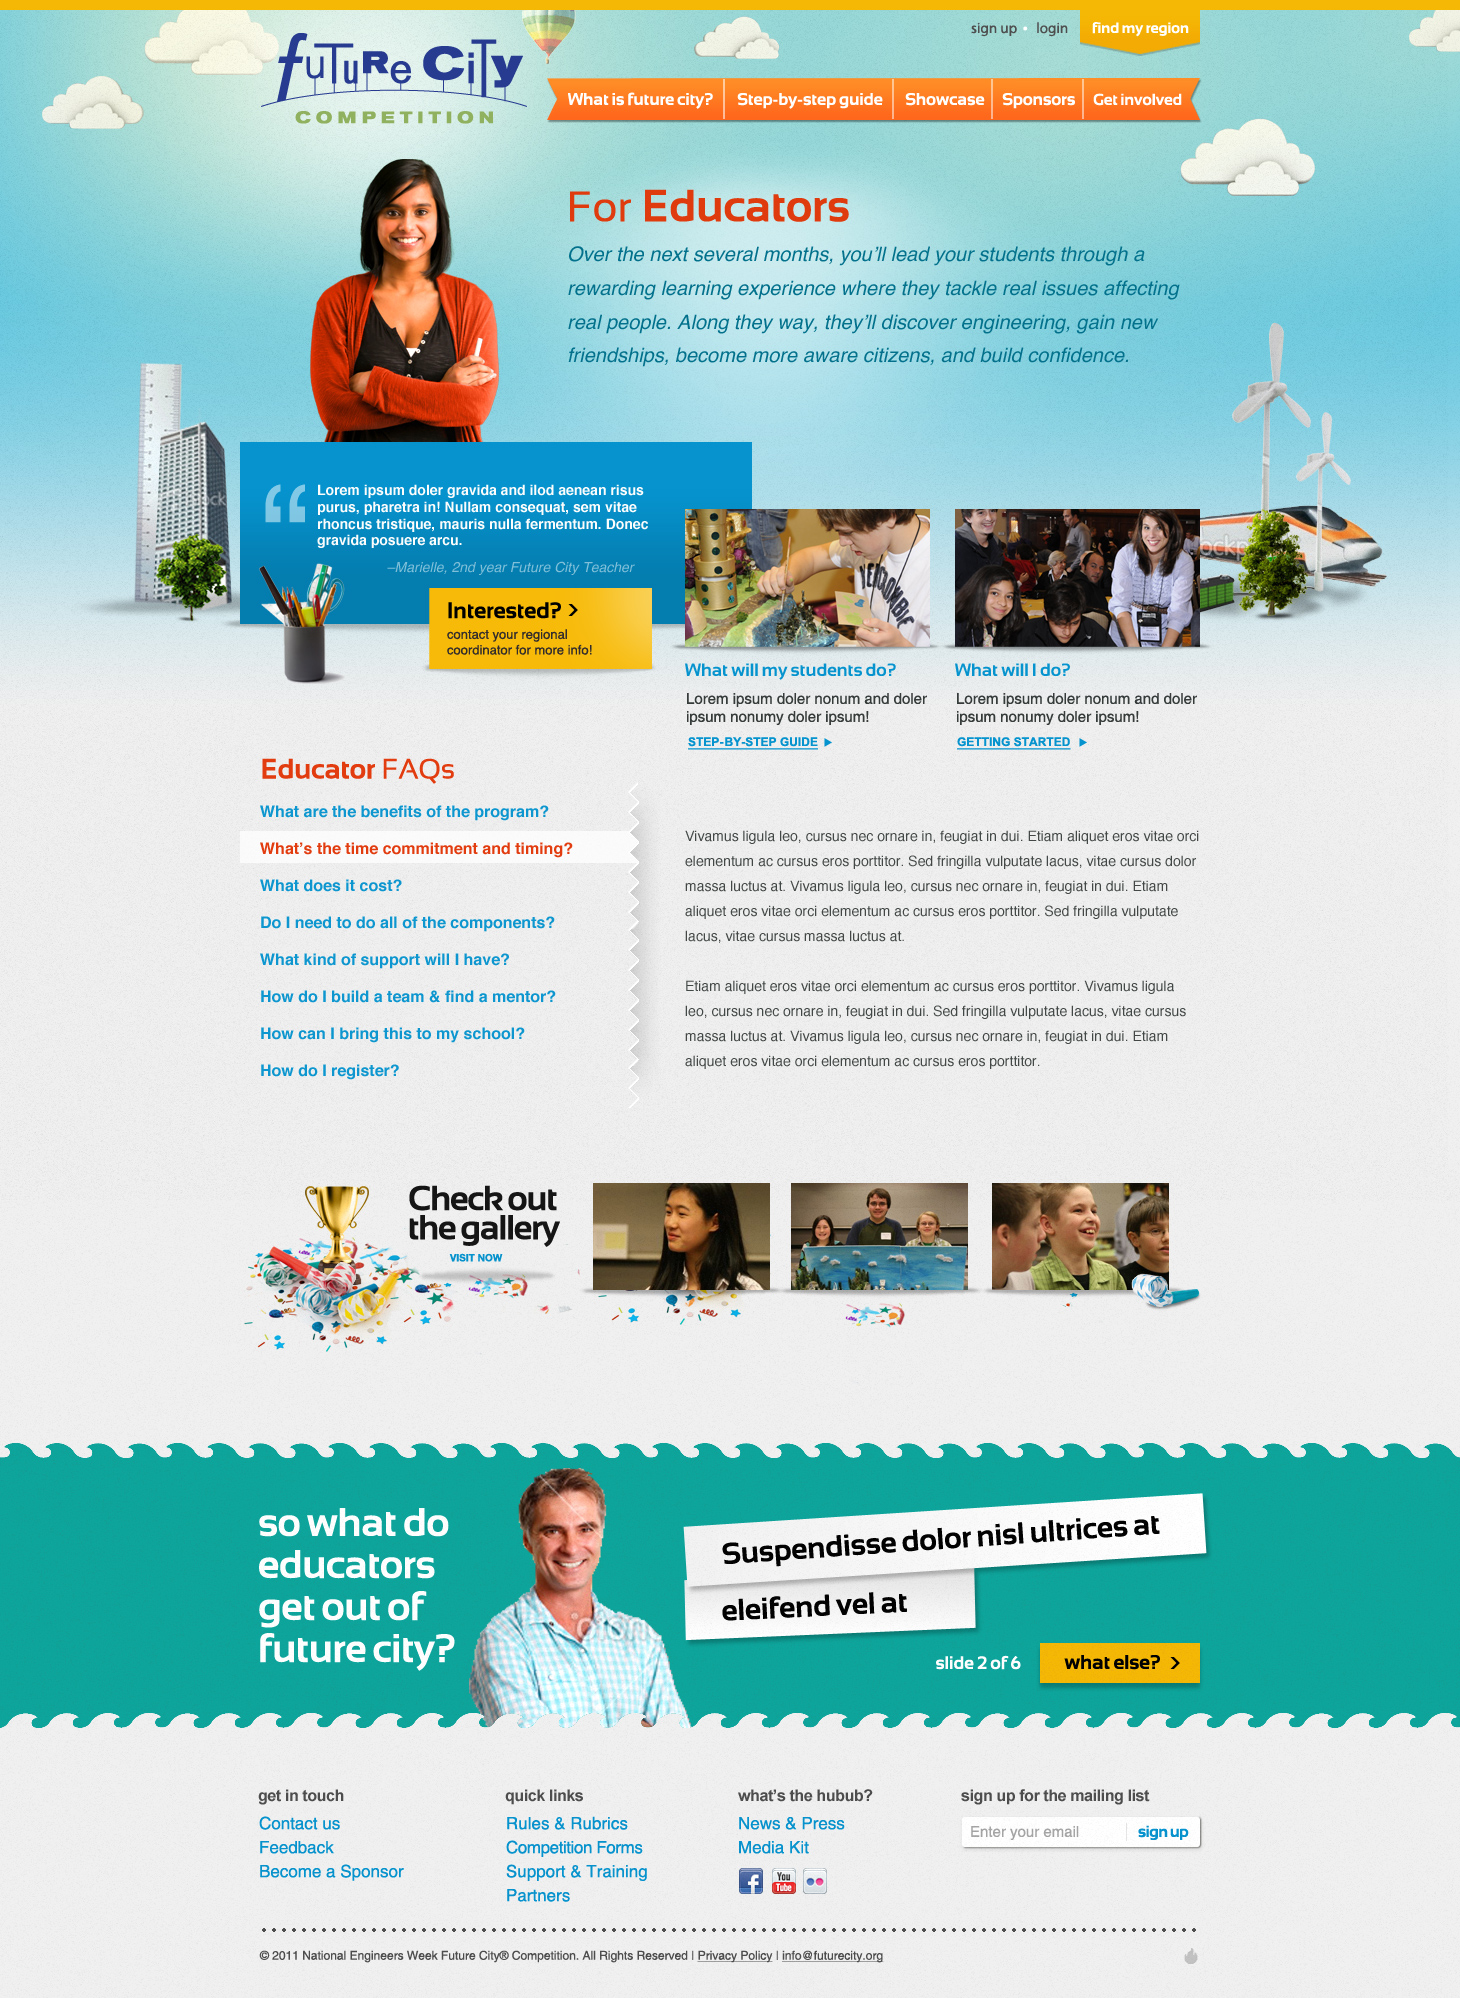 sign up • login
find my region
future City
COMPETITION
What is future city?
Step-by-step guide
Showcase
Sponsors
Get involved
For Educators
Over the next several months, you'll lead your students through a
rewarding learning experience where they tackle real issues affecting
real people. Along they way, they'll discover engineering, gain new
friendships, become more aware citizens, and build confidence.
“
Lorem ipsum doler gravida and ilod aenean risus
purus, pharetra in! Nullam consequat, sem vitae
rhoncus tristique, mauris nulla fermentum. Donec
gravida posuere arcu.
–Marielle, 2nd year Future City Teacher
Interested? >
contact your regional
coordinator for more info!
What will my students do?
Lorem ipsum doler nonum and doler
ipsum nonumy doler ipsum!
STEP-BY-STEP GUIDE
What will I do?
Lorem ipsum doler nonum and doler
ipsum nonumy doler ipsum!
GETTING STARTED
Educator FAQs
What are the benefits of the program?
What's the time commitment and timing?
What does it cost?
Do I need to do all of the components?
What kind of support will I have?
How do I build a team & find a mentor?
How can I bring this to my school?
How do I register?
Vivamus ligula leo, cursus nec ornare in, feugiat in dui. Etiam aliquet eros vitae orci
elementum ac cursus eros porttitor. Sed fringilla vulputate lacus, vitae cursus dolor
massa luctus at. Vivamus ligula leo, cursus nec ornare in, feugiat in dui. Etiam
aliquet eros vitae orci elementum ac cursus eros porttitor. Sed fringilla vulputate
lacus, vitae cursus massa luctus at.
Etiam aliquet eros vitae orci elementum ac cursus eros porttitor. Vivamus ligula
leo, cursus nec ornare in, feugiat in dui. Sed fringilla vulputate lacus, vitae cursus
massa luctus at. Vivamus ligula leo, cursus nec ornare in, feugiat in dui. Etiam
aliquet eros vitae orci elementum ac cursus eros porttitor.
Check out
the gallery
VISIT NOW
so what do
educators
get out of
future city?
Suspendisse dolor nisl ultrices at
eleifend vel at
slide 2 of 6
what else? >
get in touch
Contact us
Feedback
Become a Sponsor
quick links
Rules & Rubrics
Competition Forms
Support & Training
Partners
what's the hubub?
News & Press
Media Kit
f
You
Tube
sign up for the mailing list
Enter your email
sign up
© 2011 National Engineers Week Future City® Competition. All Rights Reserved | Privacy Policy | info@futurecity.org